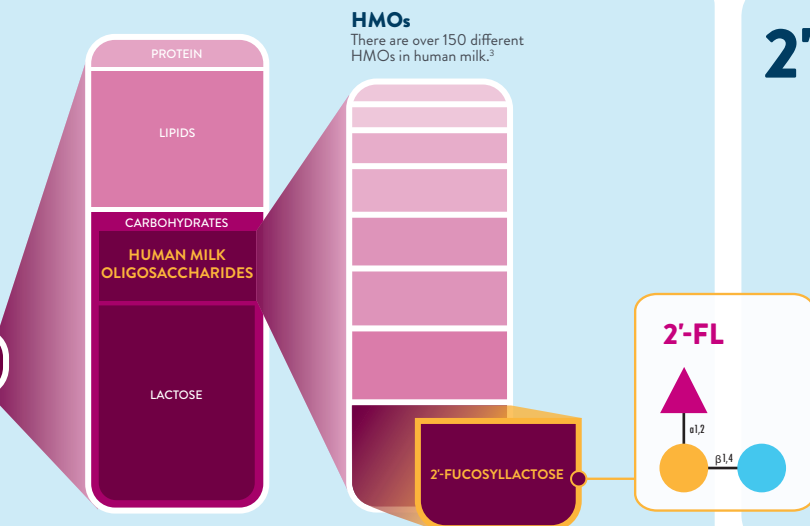 HMOs
There are over 150 different
HMOs in human milk.³
PROTEIN
LIPIDS
CARBOHYDRATES
HUMAN MILK
OLIGOSACCHARIDES
LACTOSE
2'-FUCOSYLLACTOSE
2'
2'-FL
α1,2
β1,4